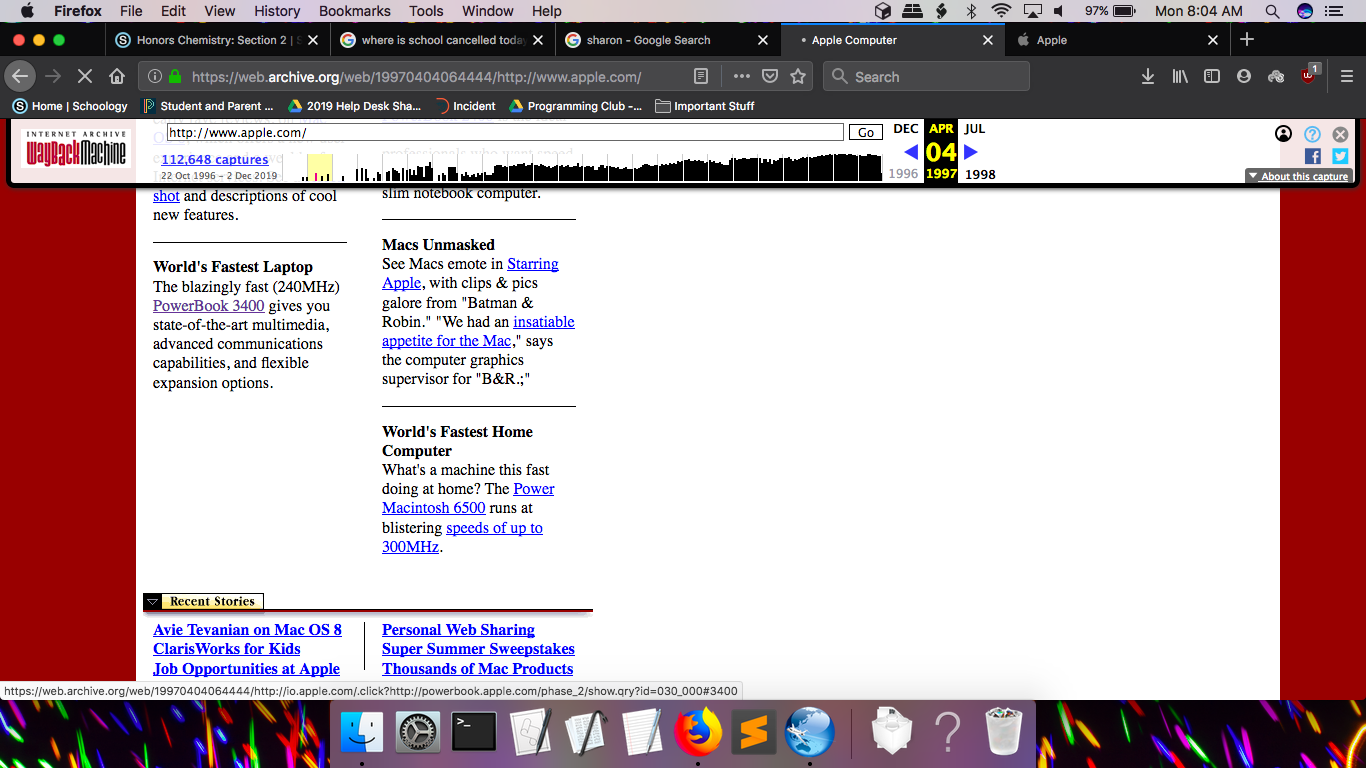 Firefox File Edit View History Bookmarks Tools Window Help 97% Mon 8:04 AM
Honors Chemistry: Section 2 | S
where is school cancelled today
sharon - Google Search
Apple Computer
Apple
https://web.archive.org/web/19970404064444/http://www.apple.com/
Search
1
Home | Schoology
Student and Parent ...
2019 Help Desk Sha...
Incident
Programming Club -...
Important Stuff
INTERNET ARCHIVE
WayBackMachine
http://www.apple.com/
Go
DEC APR JUL
112,648 captures
04
22 Oct 1996 – 2 Dec 2019
1996 1997 1998
About this capture
shot and descriptions of cool
new features.
World's Fastest Laptop
The blazingly fast (240MHz)
PowerBook 3400 gives you
state-of-the-art multimedia,
advanced communications
capabilities, and flexible
expansion options.
slim notebook computer.
Macs Unmasked
See Macs emote in Starring
Apple, with clips & pics
galore from "Batman &
Robin." "We had an insatiable
appetite for the Mac," says
the computer graphics
supervisor for "B&R.;"
World's Fastest Home
Computer
What's a machine this fast
doing at home? The Power
Macintosh 6500 runs at
blistering speeds of up to
300MHz.
Recent Stories
Avie Tevanian on Mac OS 8
ClarisWorks for Kids
Job Opportunities at Apple
Personal Web Sharing
Super Summer Sweepstakes
Thousands of Mac Products
https://web.archive.org/web/19970404064444/http://io.apple.com/.click?http://powerbook.apple.com/phase_2/show.qry?id=030_000#3400